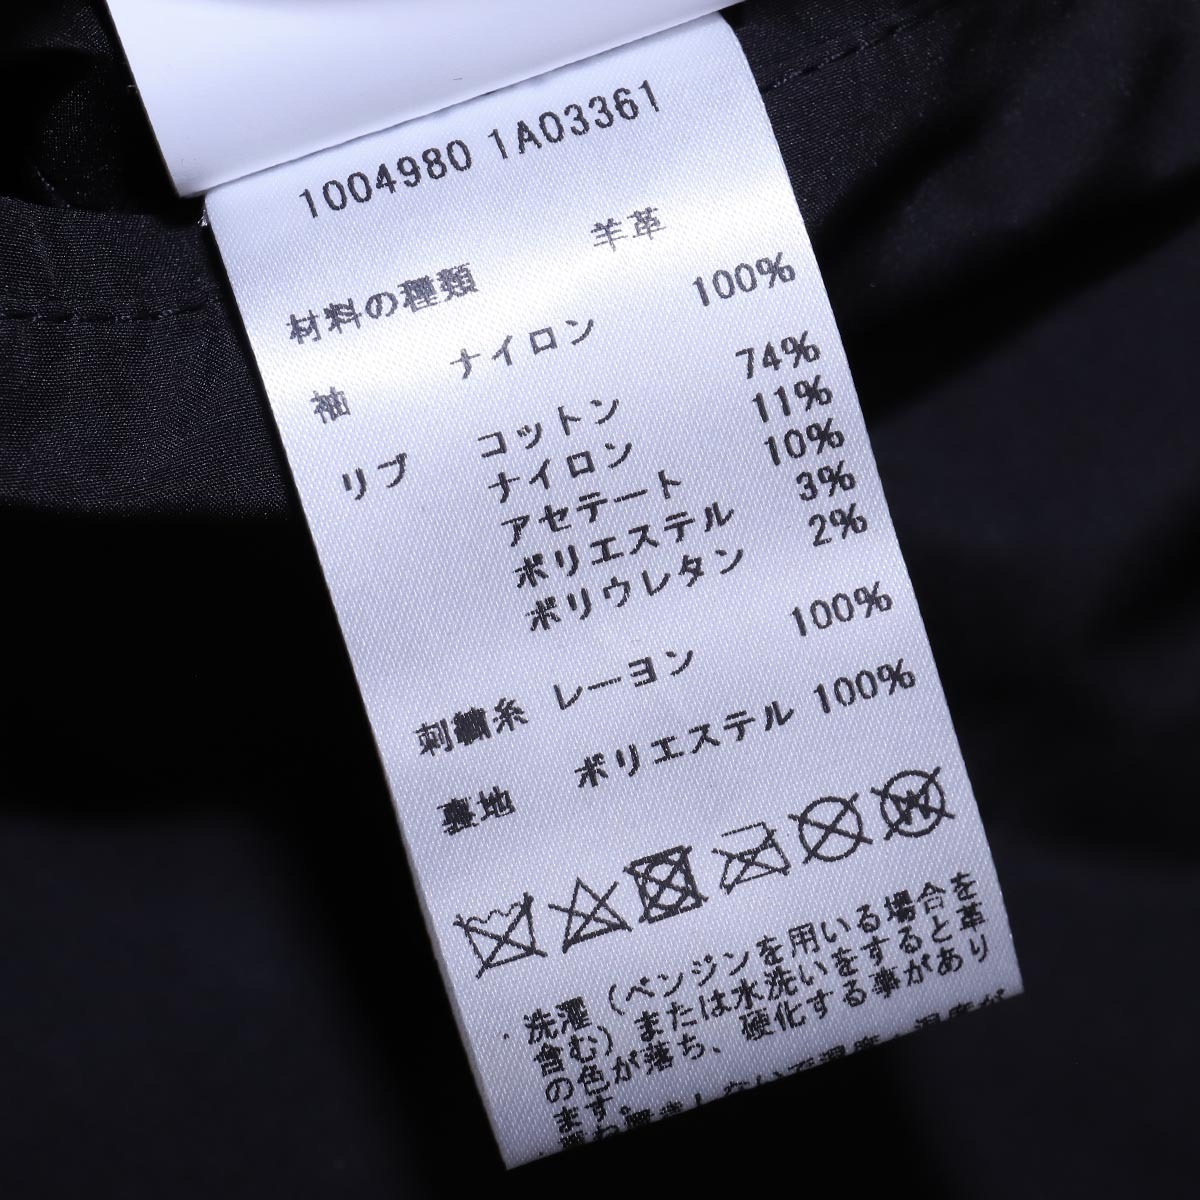 1004980 1A03361
材料の種類 羊革
袖 ナイロン 100%
リブ コットン 74%
ナイロン 11%
アセテート 10%
ポリエステル 3%
ポリウレタン 2%
刺繍糸 レーヨン 100%
裏地 ポリエステル 100%
・洗濯(ベンジンを用いる場合を
含む)または水洗いをすると革
の色が落ち、硬化する事があり
ます。